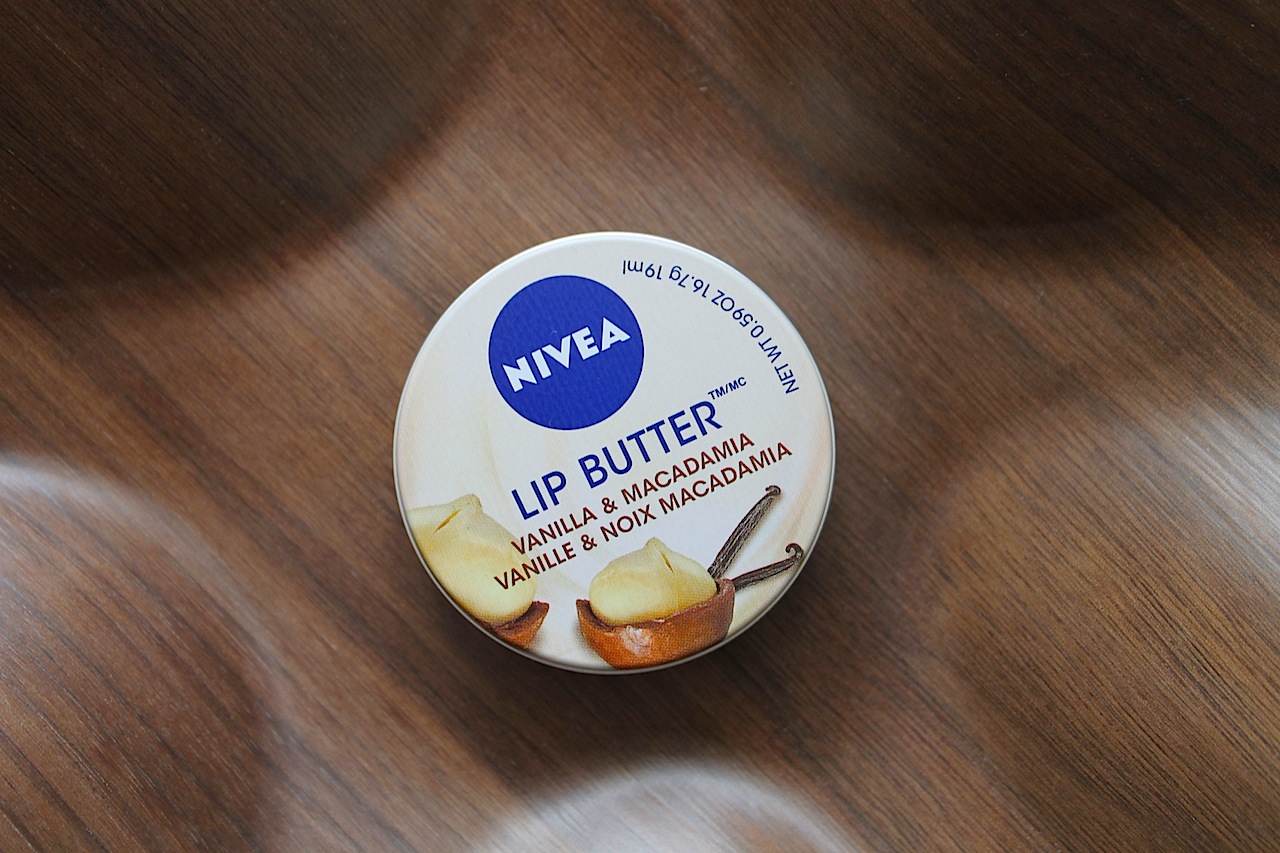 NIVEA
LIP BUTTER™/MC
VANILLA & MACADAMIA
VANILLE & NOIX MACADAMIA
NET WT 0.59OZ 16.7g 19ml